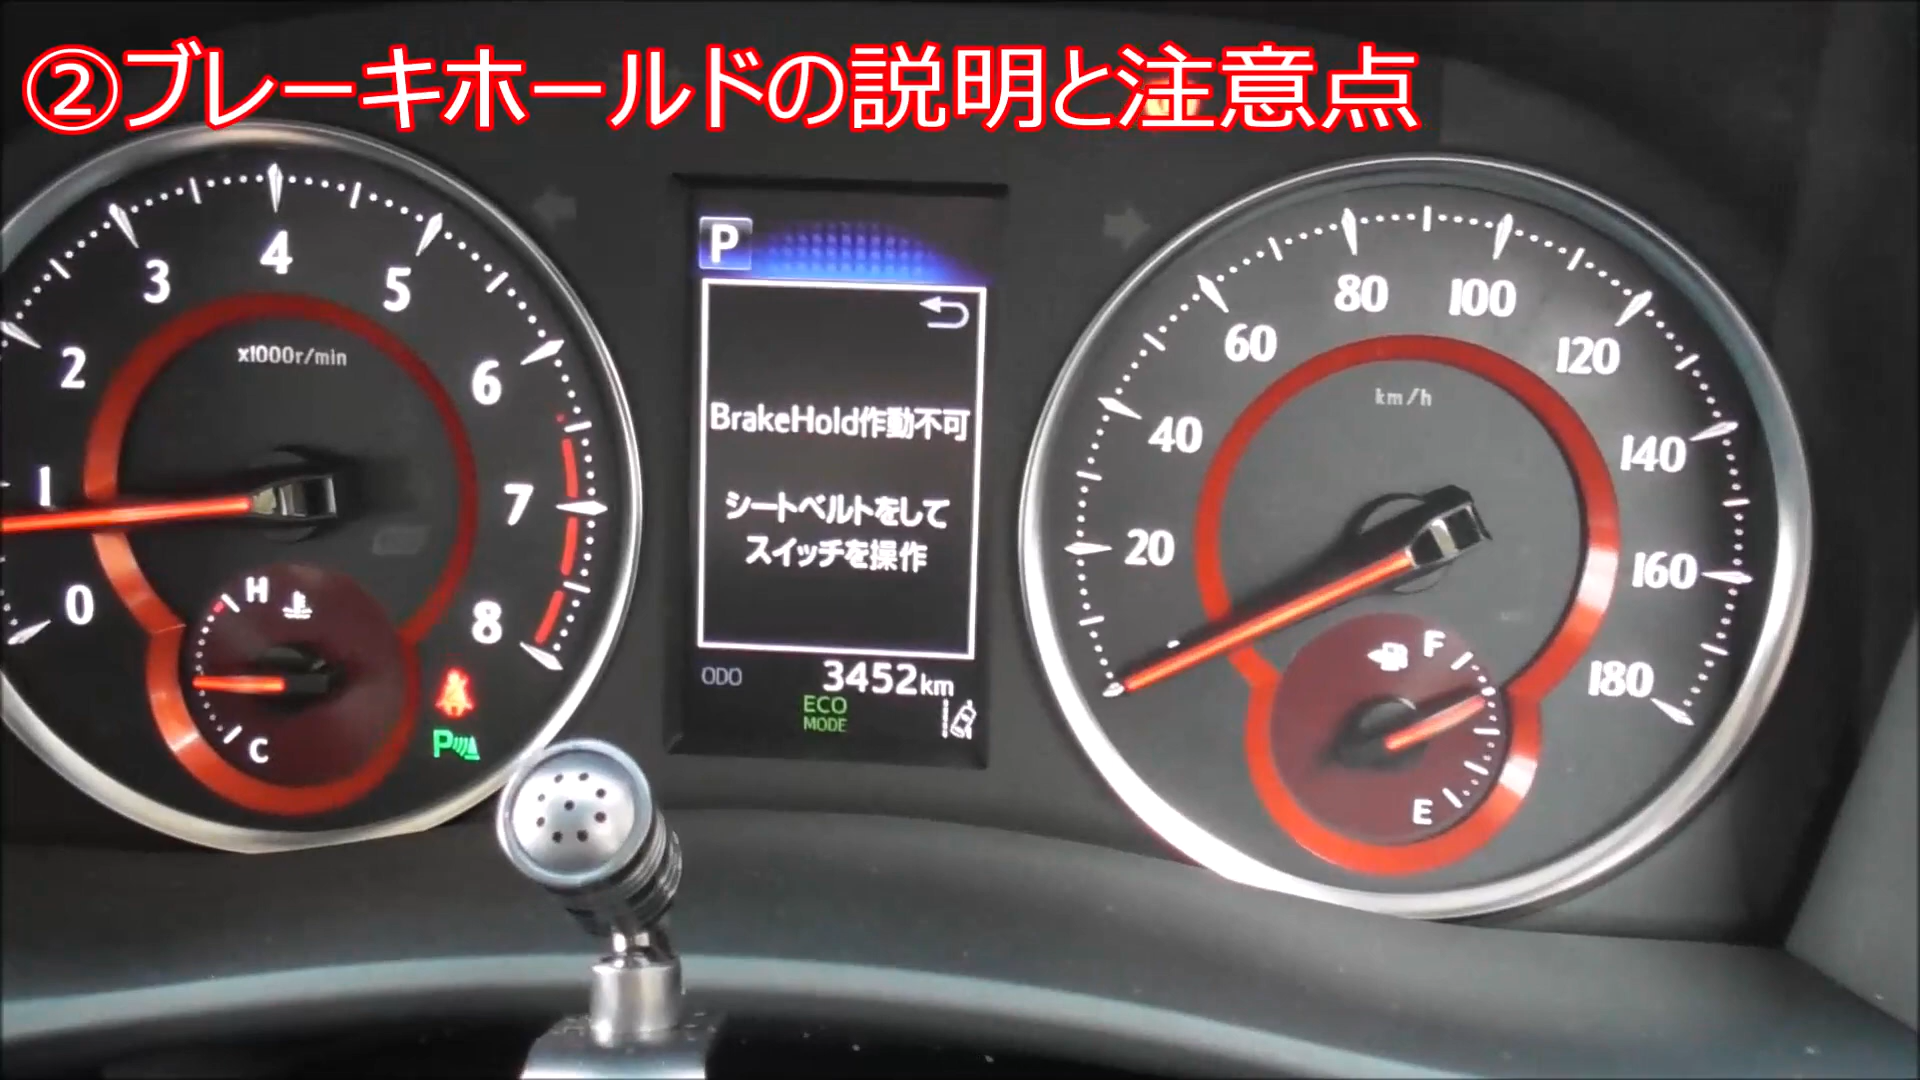 ②ブレーキホールドの説明と注意点
0
1
2
3
4
5
6
7
8
x1000r/min
H
C
P
P
BrakeHold作動不可
シートベルトをして
スイッチを操作
ODO 3452km
ECO
MODE
20
40
60
80
100
120
140
160
180
km/h
F
E